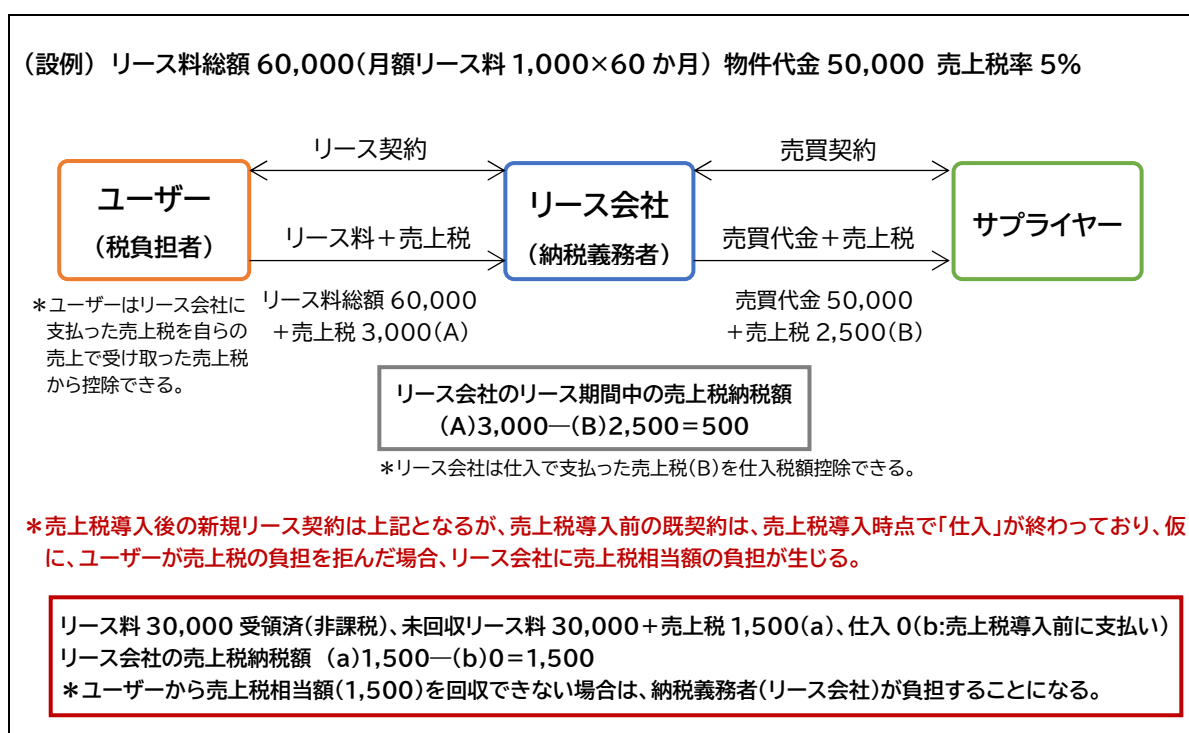 （設例） リース料総額 60,000（月額リース料 1,000×60 か月） 物件代金 50,000 売上税率 5％
リース契約
売買契約
ユーザー
（税負担者）
リース会社
（納税義務者）
サプライヤー
リース料＋売上税
売買代金＋売上税
＊ユーザーはリース会社に
支払った売上税を自らの
売上で受け取った売上税
から控除できる。
リース料総額 60,000
＋売上税 3,000（A）
売買代金 50,000
＋売上税 2,500（B）
リース会社のリース期間中の売上税納税額
（A）3,000―（B）2,500＝500
＊リース会社は仕入で支払った売上税（B）を仕入税額控除できる。
＊売上税導入後の新規リース契約は上記となるが、売上税導入前の既契約は、売上税導入時点で「仕入」が終わっており、仮
に、ユーザーが売上税の負担を拒んだ場合、リース会社に売上税相当額の負担が生じる。
リース料 30,000 受領済（非課税）、未回収リース料 30,000＋売上税 1,500（a）、仕入 0（b：売上税導入前に支払い）
リース会社の売上税納税額 （a）1,500―（b）0＝1,500
＊ユーザーから売上税相当額（1,500）を回収できない場合は、納税義務者（リース会社）が負担することになる。